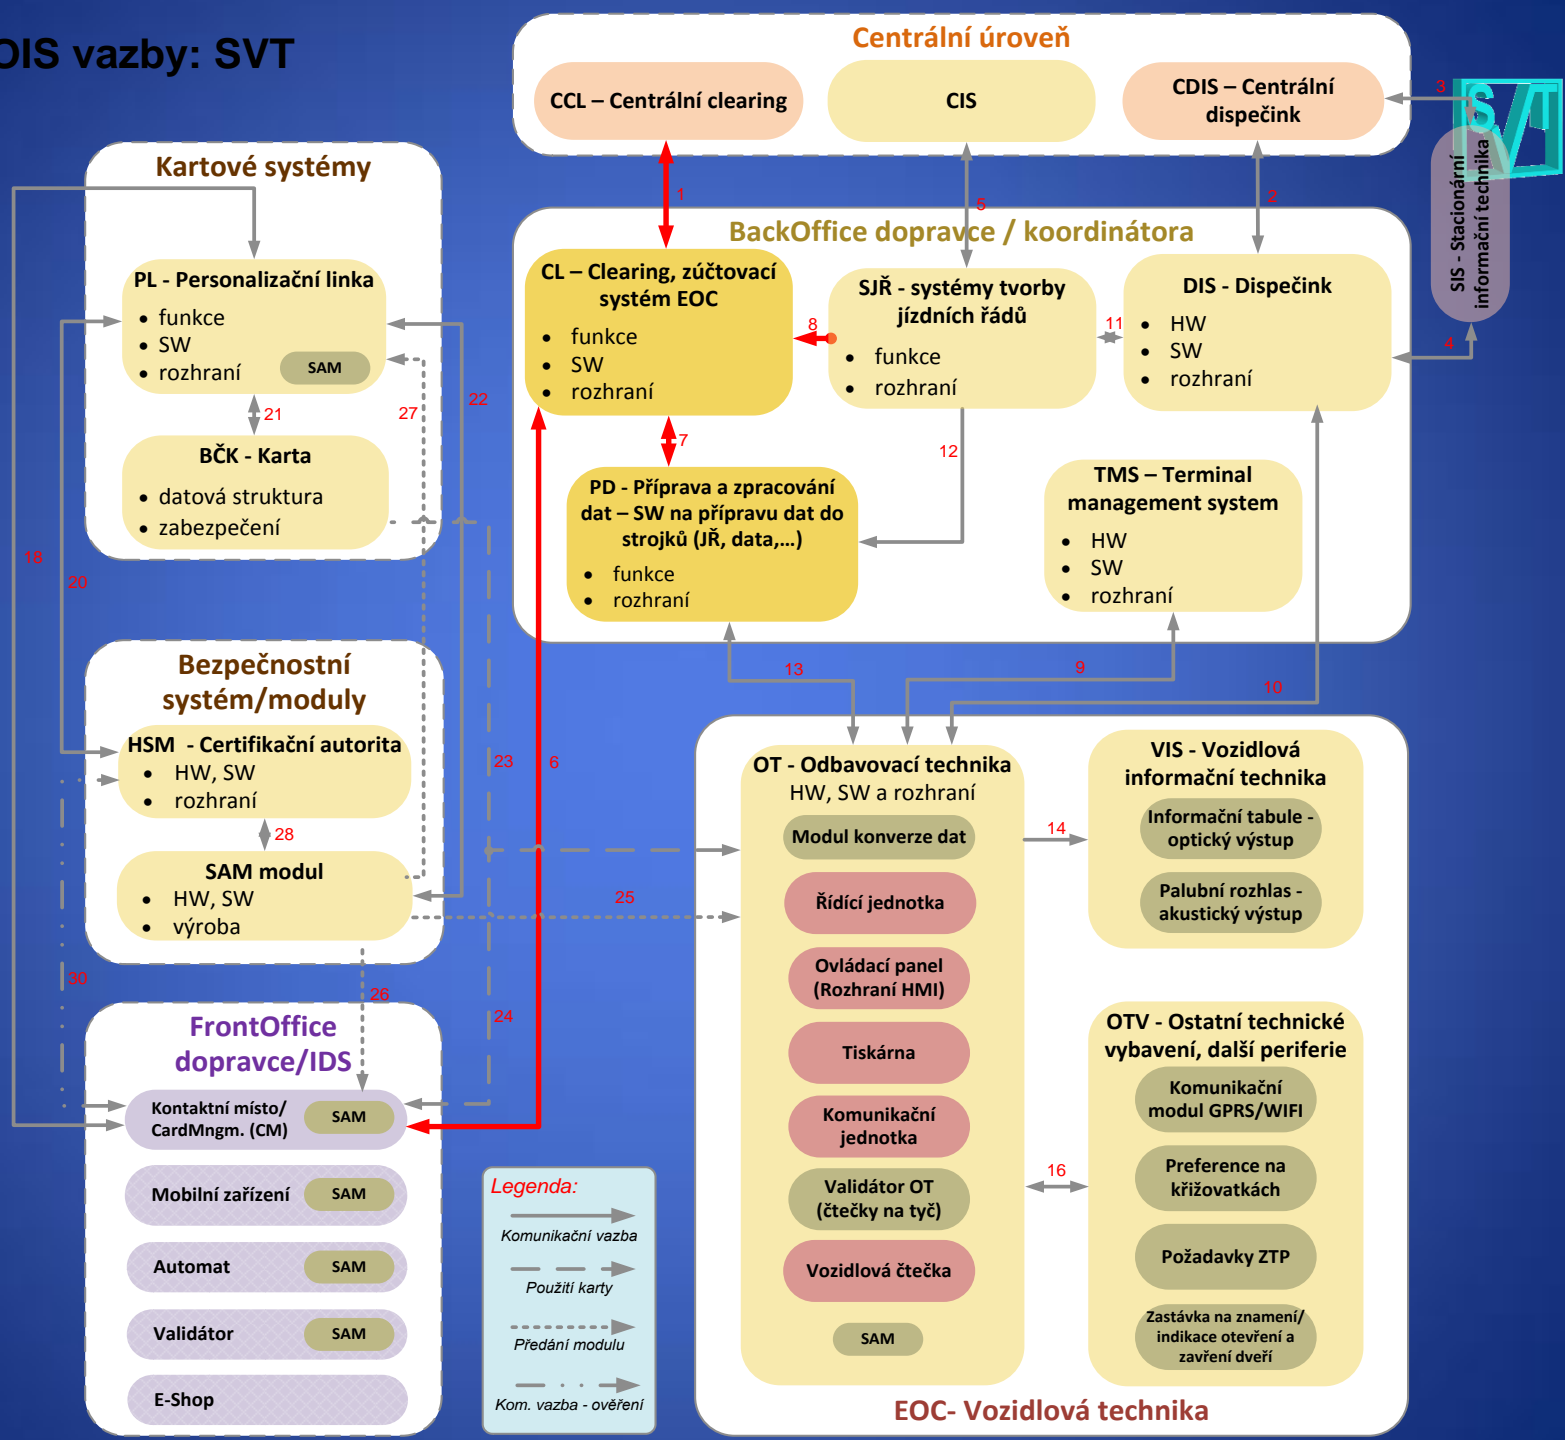 OIS vazby: SVT
Centrální úroveň
CCL – Centrální clearing
CIS
CDIS – Centrální
dispečink
3
SVT
SIS - Stacionární
informační technika
Kartové systémy
1
5
2
BackOffice dopravce / koordinátora
PL - Personalizační linka
• funkce
• SW
• rozhraní
SAM
CL – Clearing, zúčtovací
systém EOC
• funkce
• SW
• rozhraní
8
SJŘ - systémy tvorby
jízdních řádů
• funkce
• rozhraní
11
DIS - Dispečink
• HW
• SW
• rozhraní
4
21
27
22
BČK - Karta
• datová struktura
• zabezpečení
7
12
PD - Příprava a zpracování
dat – SW na přípravu dat do
strojků (JŘ, data,...)
• funkce
• rozhraní
TMS – Terminal
management system
• HW
• SW
• rozhraní
18
20
13
9
10
Bezpečnostní
systém/moduly
HSM - Certifikační autorita
• HW, SW
• rozhraní
28
SAM modul
• HW, SW
• výroba
23
6
25
30
26
24
OT - Odbavovací technika
HW, SW a rozhraní
Modul konverze dat
Řídící jednotka
Ovládací panel
(Rozhraní HMI)
Tiskárna
Komunikační
jednotka
Validátor OT
(čtečky na tyč)
Vozidlová čtečka
SAM
14
VIS - Vozidlová
informační technika
Informační tabule -
optický výstup
Palubní rozhlas -
akustický výstup
16
OTV - Ostatní technické
vybavení, další periferie
Komunikační
modul GPRS/WIFI
Preference na
křižovatkách
Požadavky ZTP
Zastávka na znamení/
indikace otevření a
zavření dveří
EOC- Vozidlová technika
FrontOffice
dopravce/IDS
Kontaktní místo/
CardMngm. (CM)
SAM
Mobilní zařízení
SAM
Automat
SAM
Validátor
SAM
E-Shop
Legenda:
Komunikační vazba
Použití karty
Předání modulu
Kom. vazba - ověření